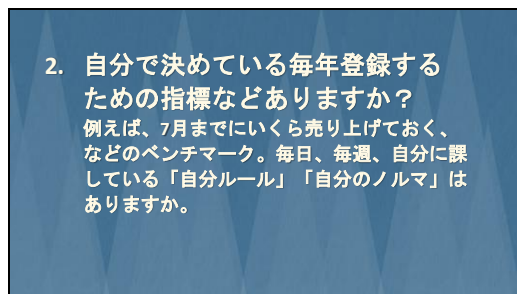 2. 自分で決めている毎年登録する
ための指標などありますか？
例えば、7月までにいくら売り上げておく、
などのベンチマーク。毎日、毎週、自分に課
している「自分ルール」「自分のノルマ」は
ありますか。